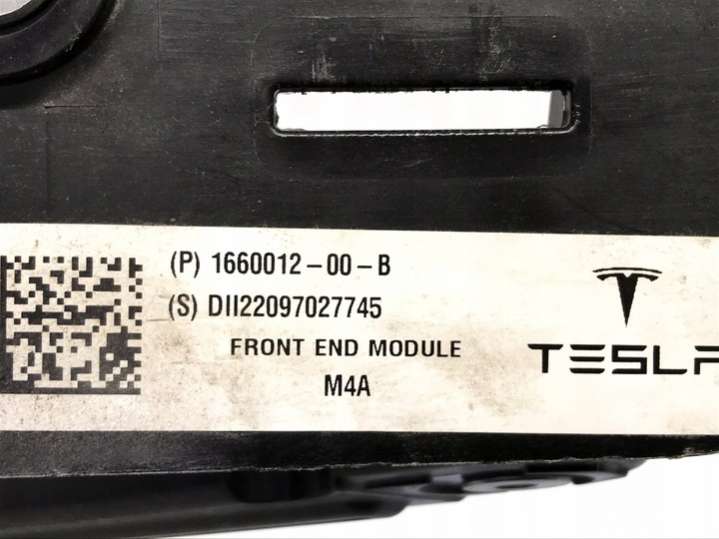 (P) 1660012-00-B
(S) DII22097027745
FRONT END MODULE
M4A
TESLA